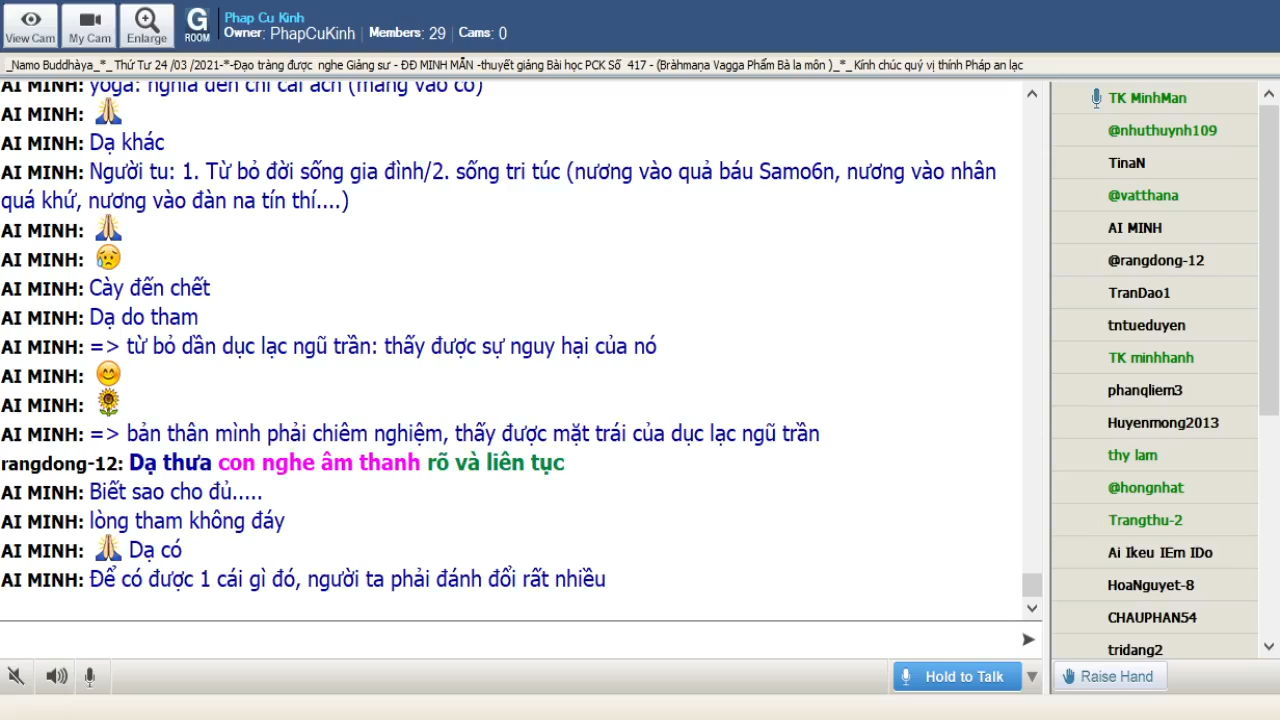 View Cam
My Cam
Enlarge
G
ROOM
Phap Cu Kinh
Owner: PhapCuKinh
Members: 29
Cams: 0
_Namo Buddhàya_*_ Thứ Tư 24 /03 /2021-*-Đạo tràng được nghe Giảng sư - ĐĐ MINH MẪN -thuyết giảng Bài học PCK Số 417 - (Bràhmaṇa Vagga Phẩm Bà la môn )_*_ Kính chúc quý vị thính Pháp an lạc
AI MINH: yoga: nghĩa đen chỉ cái ách (mang vào cổ)
AI MINH:
AI MINH: Dạ khác
AI MINH: Người tu: 1. Từ bỏ đời sống gia đình/2. sống tri túc (nương vào quả báu Samo6n, nương vào nhân
quá khứ, nương vào đàn na tín thí....)
AI MINH:
AI MINH:
AI MINH: Cày đến chết
AI MINH: Dạ do tham
AI MINH: => từ bỏ dần dục lạc ngũ trần: thấy được sự nguy hại của nó
AI MINH:
AI MINH:
AI MINH: => bản thân mình phải chiêm nghiệm, thấy được mặt trái của dục lạc ngũ trần
rangdong-12: Dạ thưa con nghe âm thanh rõ và liên tục
AI MINH: Biết sao cho đủ.....
AI MINH: lòng tham không đáy
AI MINH: Dạ có
AI MINH: Để có được 1 cái gì đó, người ta phải đánh đổi rất nhiều
TK MinhMan
@nhuthuynh109
TinaN
@vatthana
AI MINH
@rangdong-12
TranDao1
tntueduyen
TK minhhanh
phanqliem3
Huyenmong2013
thy lam
@hongnhat
Trangthu-2
Ai Ikeu IEm IDo
HoaNguyet-8
CHAUPHAN54
tridang2
Hold to Talk
Raise Hand